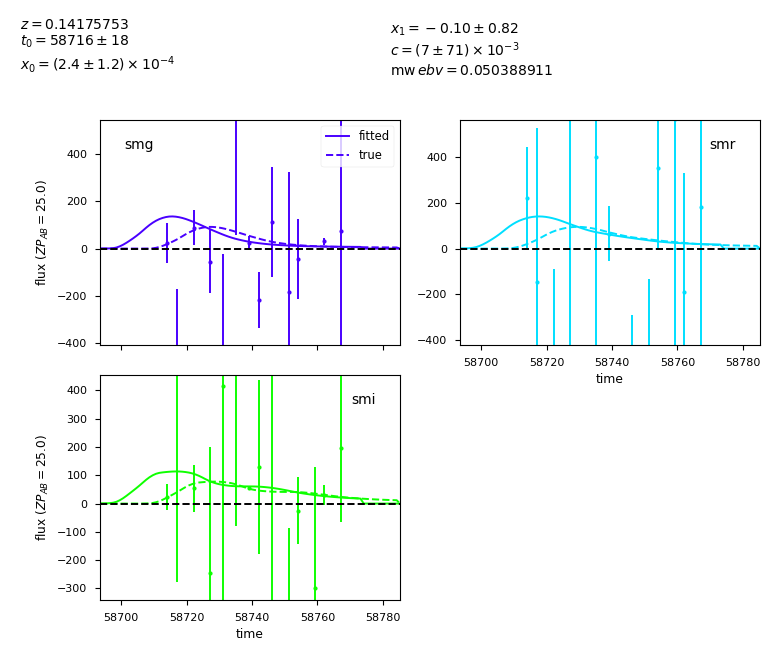 z = 0.14175753
t₀ = 58716 ± 18
x₀ = (2.4 ± 1.2) × 10⁻⁴
x₁ = −0.10 ± 0.82
c = (7 ± 71) × 10⁻³
mw ebv = 0.050388911
smg
fitted
true
400
200
0
−200
−400
flux (ZP_AB = 25.0)
smr
400
200
0
−200
−400
58700 58720 58740 58760 58780
time
smi
400
300
200
100
0
−100
−200
−300
flux (ZP_AB = 25.0)
58700 58720 58740 58760 58780
time